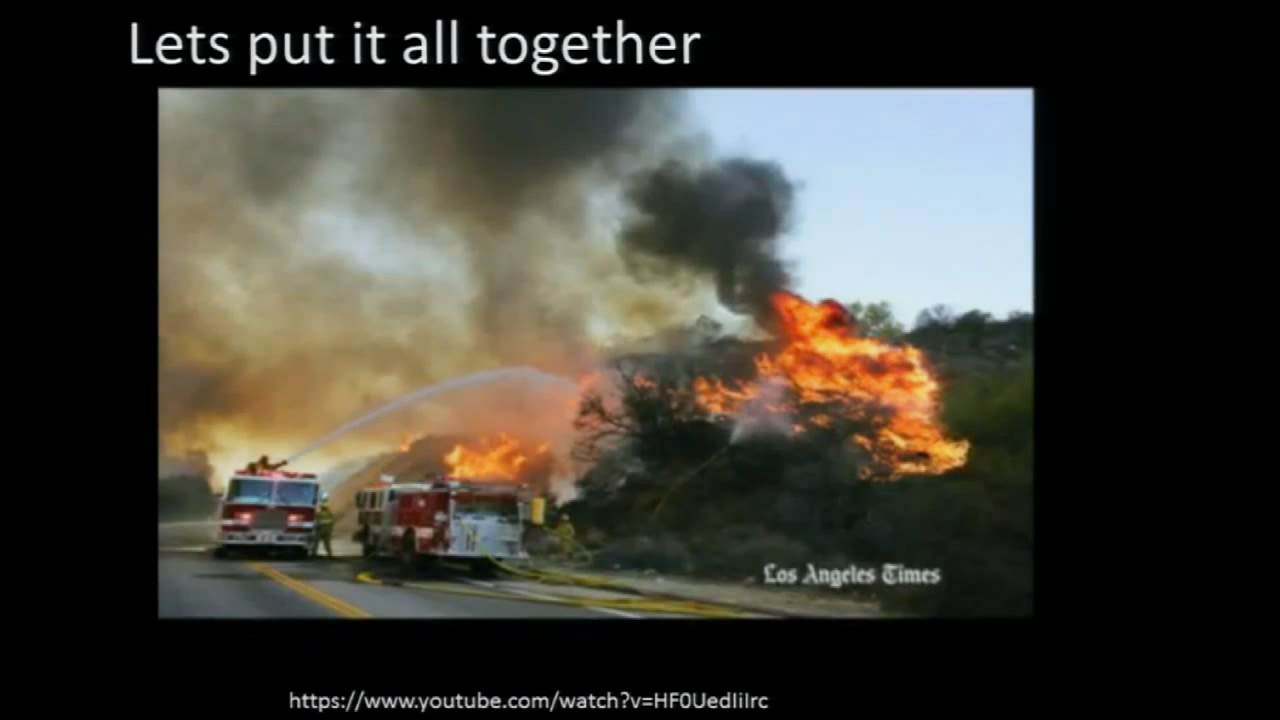 Lets put it all together
Los Angeles Times
https://www.youtube.com/watch?v=HF0UedIiIrc